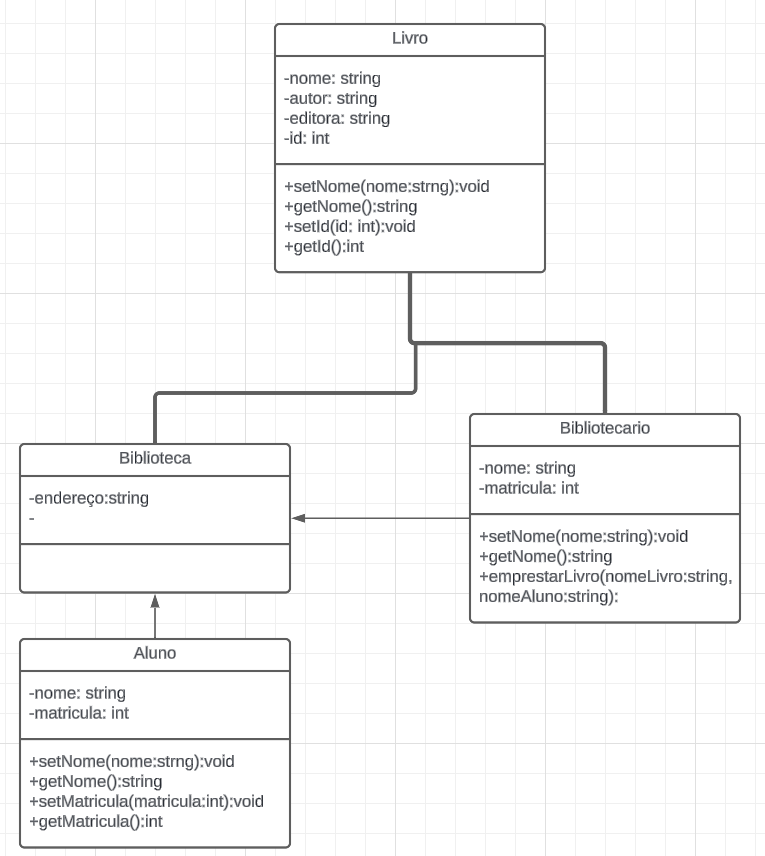 Livro
-nome: string
-autor: string
-editora: string
-id: int
+setNome(nome:strng):void
+getNome():string
+setId(id: int):void
+getId():int
Biblioteca
-endereço:string
-
Bibliotecario
-nome: string
-matricula: int
+setNome(nome:string):void
+getNome():string
+emprestarLivro(nomeLivro:string,
nomeAluno:string):
Aluno
-nome: string
-matricula: int
+setNome(nome:strng):void
+getNome():string
+setMatricula(matricula:int):void
+getMatricula():int